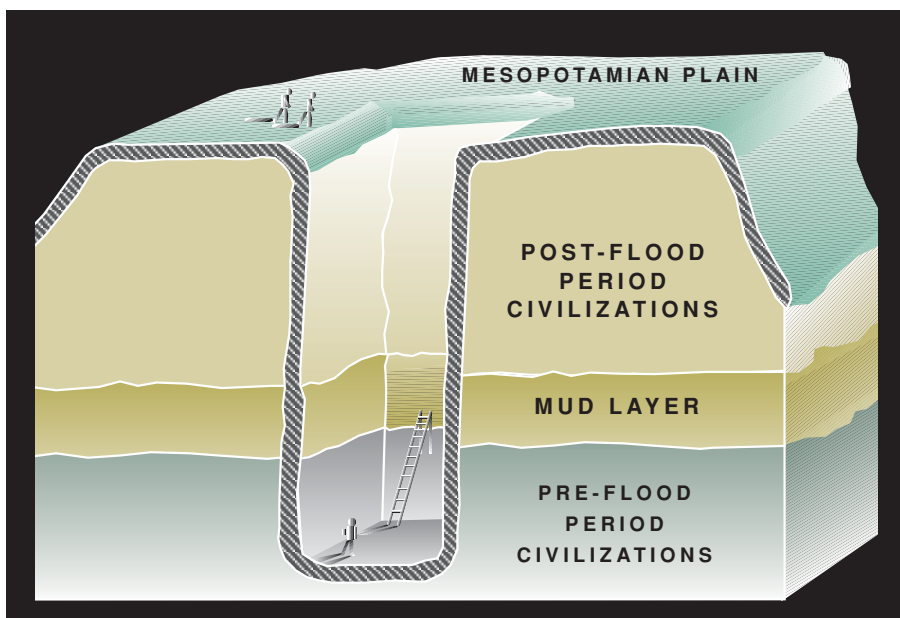 MESOPOTAMIAN PLAIN
POST-FLOOD
PERIOD
CIVILIZATIONS
MUD LAYER
PRE-FLOOD
PERIOD
CIVILIZATIONS